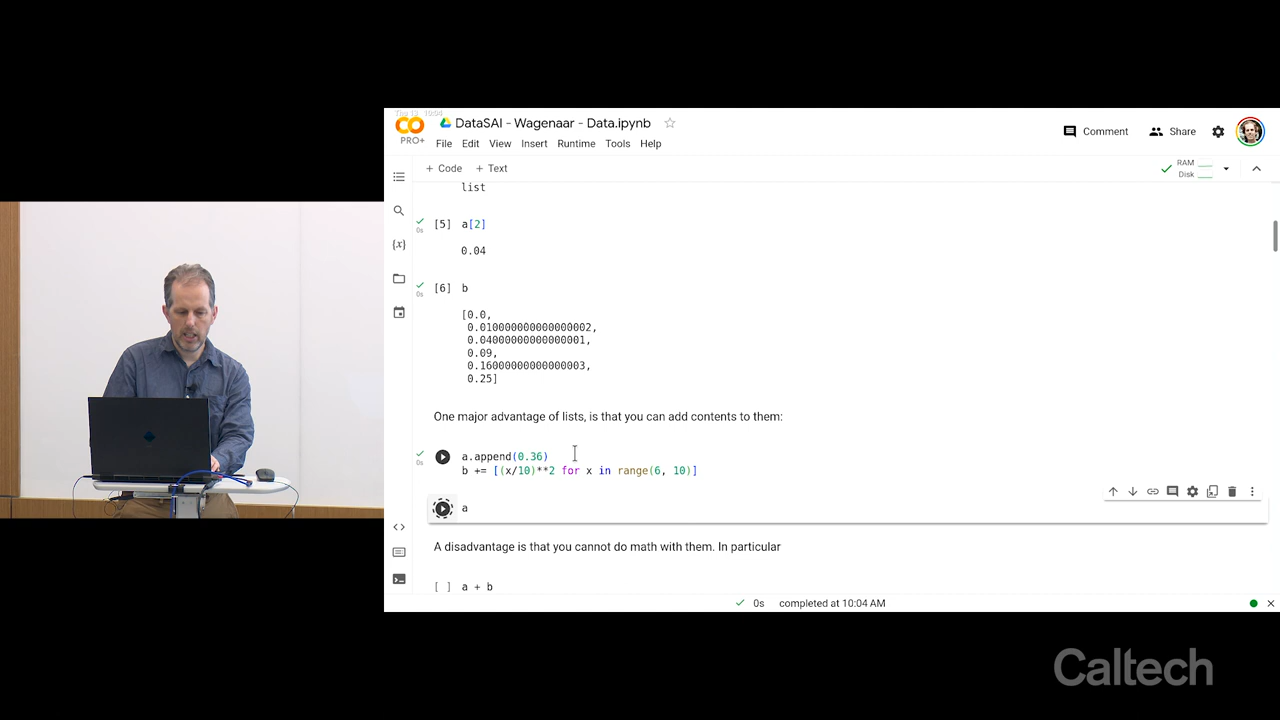 DataSAI - Wagenaar - Data.ipynb
PRO+
File Edit View Insert Runtime Tools Help
Comment
Share
+ Code + Text
RAM
Disk
list
[5] a[2]
0s
0.04
[6] b
0s
[0.0,
0.010000000000000002,
0.04000000000000001,
0.09,
0.16000000000000003,
0.25]
One major advantage of lists, is that you can add contents to them:
a.append(0.36)
0s
b += [(x/10)**2 for x in range(6, 10)]
a
A disadvantage is that you cannot do math with them. In particular
[ ] a + b
0s completed at 10:04 AM
Caltech